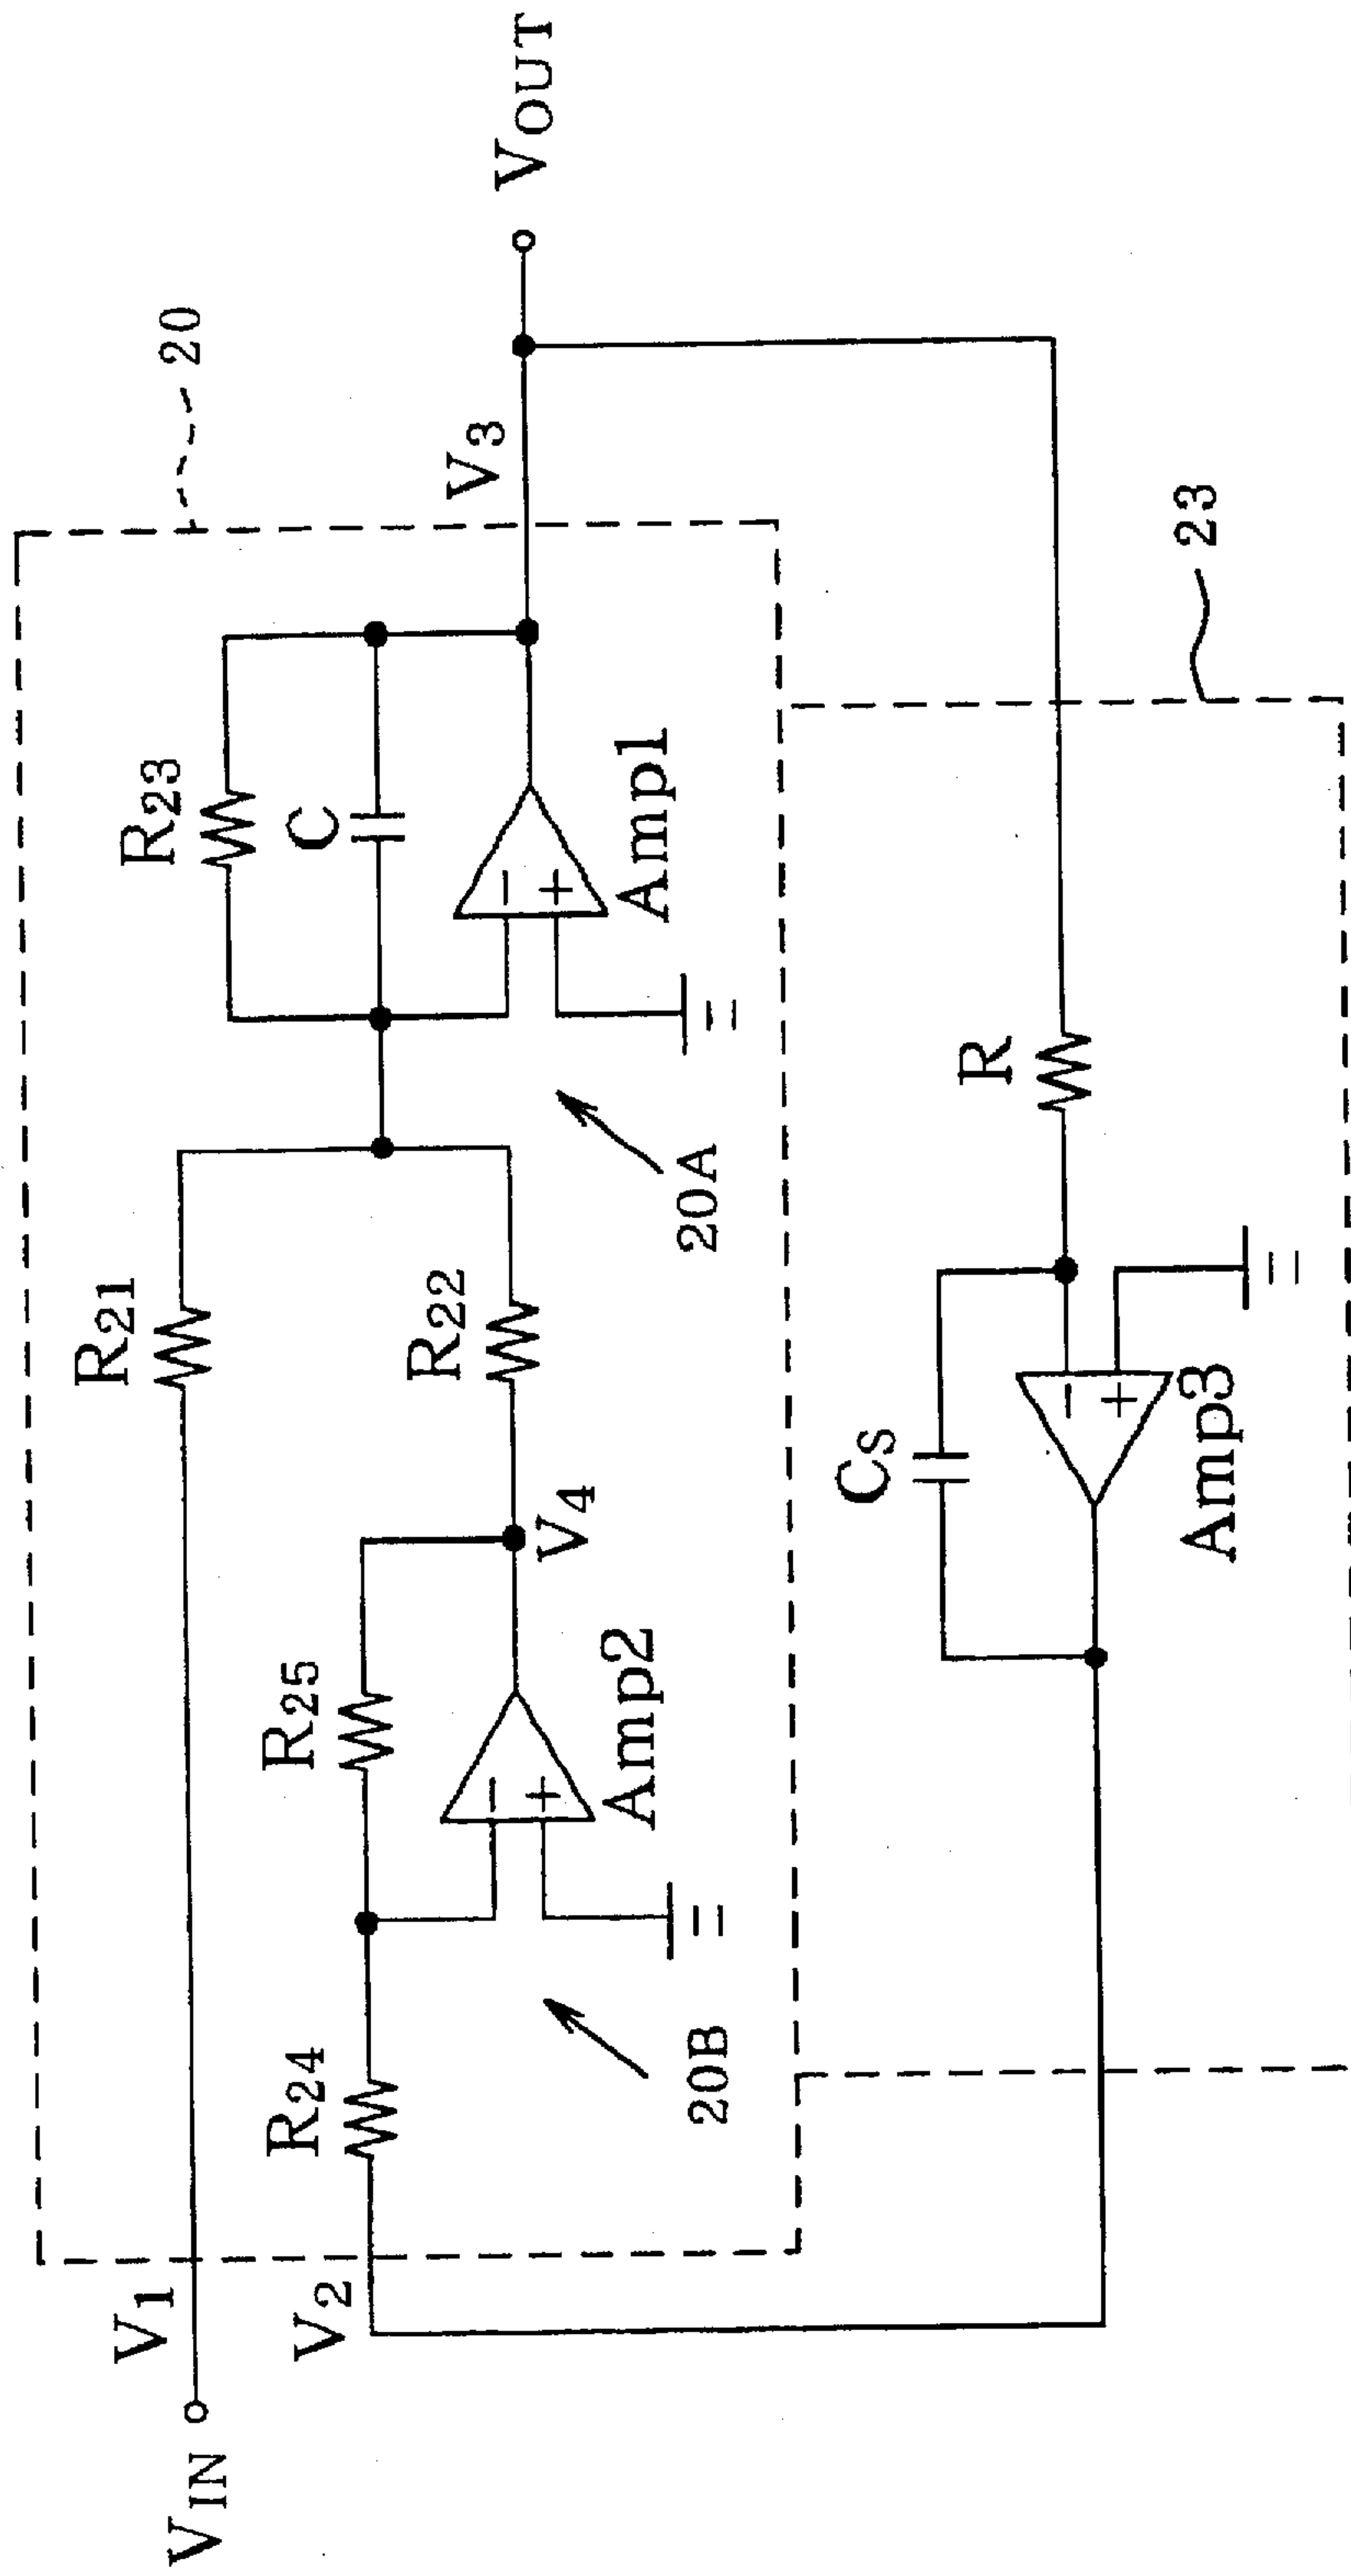 20
R23
C
VOUT
V3
R21
Amp1
20A
R22
R25
V4
R24
Amp2
20B
V1
VIN
V2
23
R
CS
Amp3